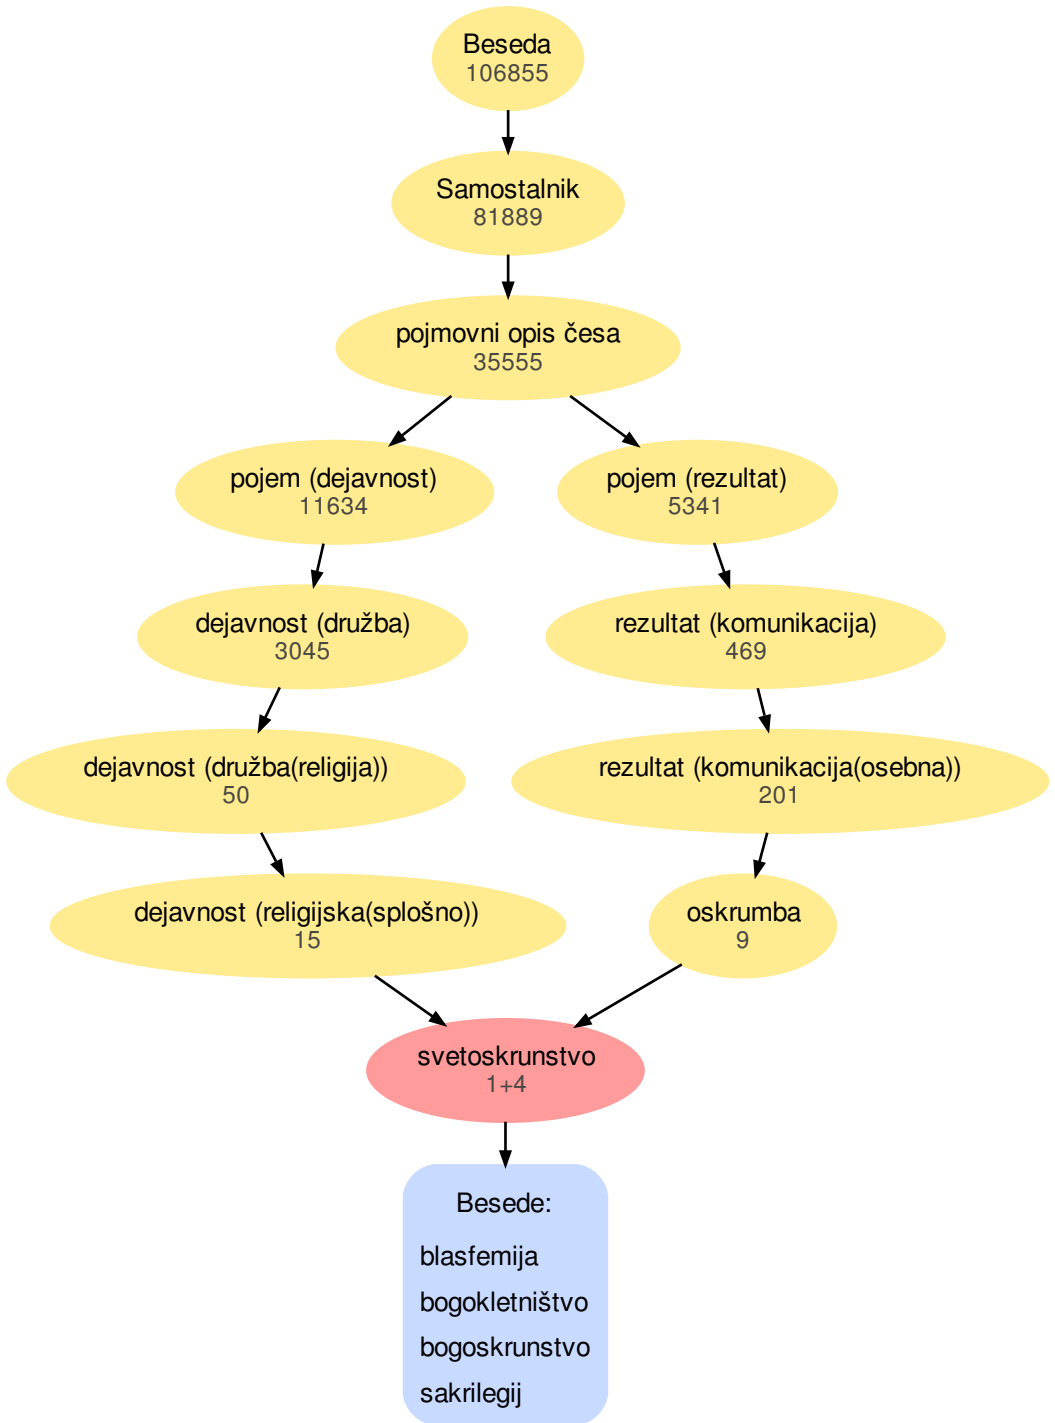 Beseda
106855
Samostalnik
81889
pojmovni opis česa
35555
pojem (dejavnost)
11634
pojem (rezultat)
5341
dejavnost (družba)
3045
rezultat (komunikacija)
469
dejavnost (družba(religija))
50
rezultat (komunikacija(osebna))
201
dejavnost (religijska(splošno))
15
oskrumba
9
svetoskrunstvo
1+4
Besede:
blasfemija
bogokletništvo
bogoskrunstvo
sakrilegij